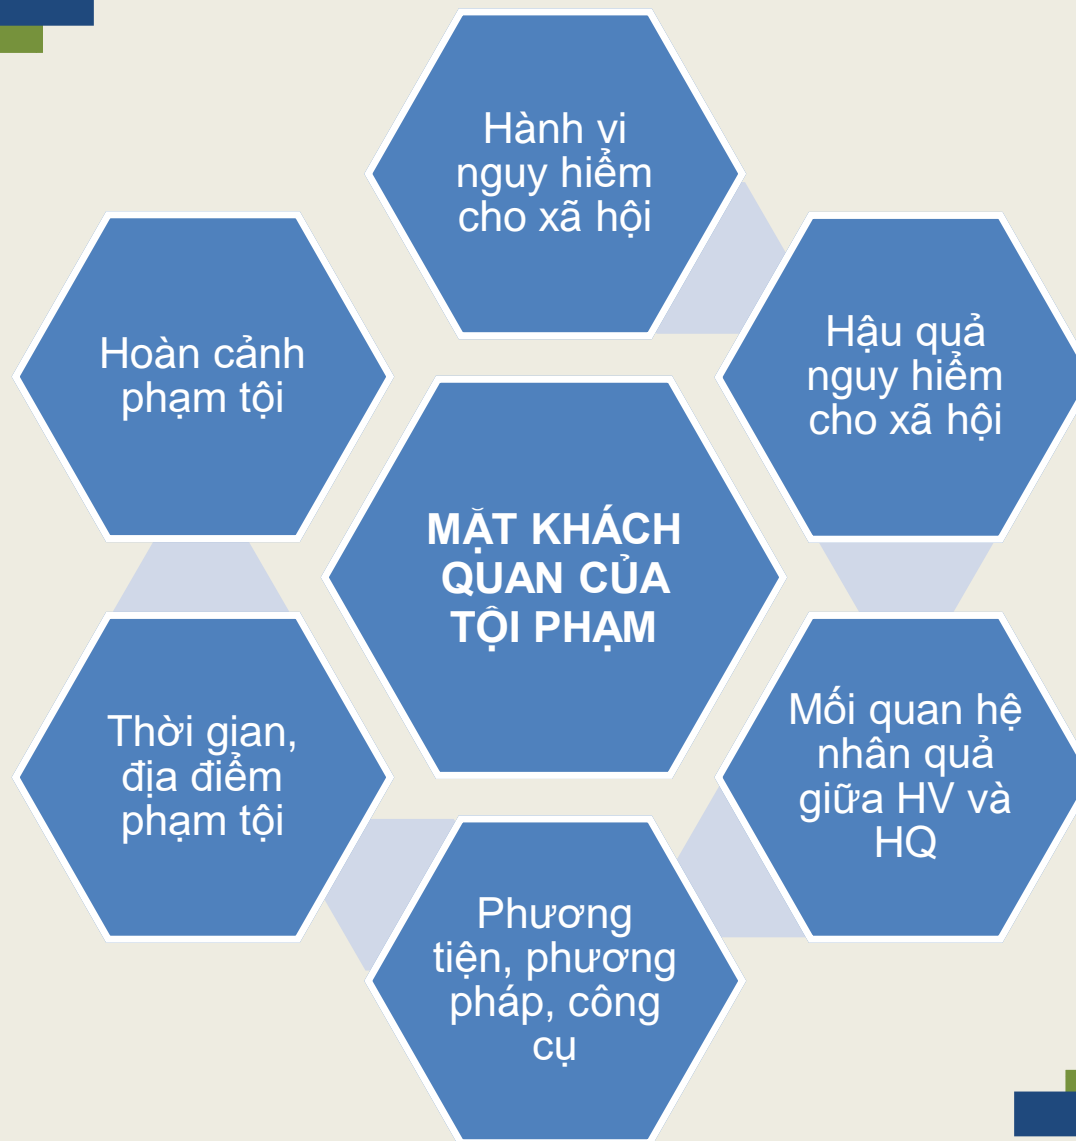 Hành vi
nguy hiểm
cho xã hội
Hậu quả
nguy hiểm
cho xã hội
Mối quan hệ
nhân quả
giữa HV và
HQ
Phương
tiện, phương
pháp, công
cụ
Thời gian,
địa điểm
phạm tội
Hoàn cảnh
phạm tội
MẶT KHÁCH
QUAN CỦA
TỘI PHẠM